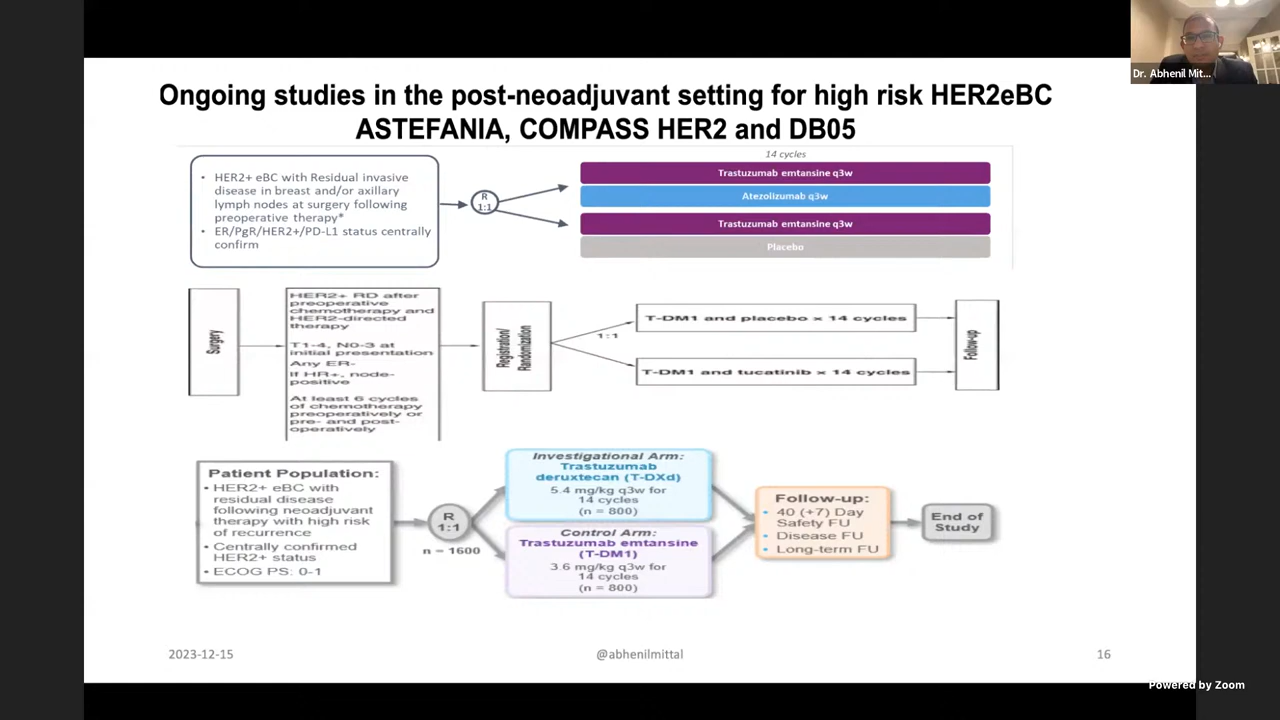 Dr. Abhenil Mit...
Ongoing studies in the post-neoadjuvant setting for high risk HER2eBC
ASTEFANIA, COMPASS HER2 and DB05
14 cycles
• HER2+ eBC with Residual invasive
disease in breast and/or axillary
lymph nodes at surgery following
preoperative therapy*
• ER/PgR/HER2+/PD-L1 status centrally
confirm
R
1:1
Trastuzumab emtansine q3w
Atezolizumab q3w
Trastuzumab emtansine q3w
Placebo
Surgery
HER2+ RD after
preoperative
chemotherapy and
HER2-directed
therapy
T1-4, N0-3 at
initial presentation
Any ER-
If HR+, node-
positive
At least 6 cycles
of chemotherapy
preoperatively or
pre- and post-
operatively
Registration/
Randomization
1:1
T-DM1 and placebo × 14 cycles
T-DM1 and tucatinib × 14 cycles
Follow-up
Patient Population:
• HER2+ eBC with
residual disease
following neoadjuvant
therapy with high risk
of recurrence
• Centrally confirmed
HER2+ status
• ECOG PS: 0-1
R
1:1
n = 1600
Investigational Arm:
Trastuzumab
deruxtecan (T-DXd)
5.4 mg/kg q3w for
14 cycles
(n = 800)
Control Arm:
Trastuzumab emtansine
(T-DM1)
3.6 mg/kg q3w for
14 cycles
(n = 800)
Follow-up:
• 40 (+7) Day
Safety FU
• Disease FU
• Long-term FU
End of
Study
2023-12-15
@abhenilmittal
16
Powered by Zoom